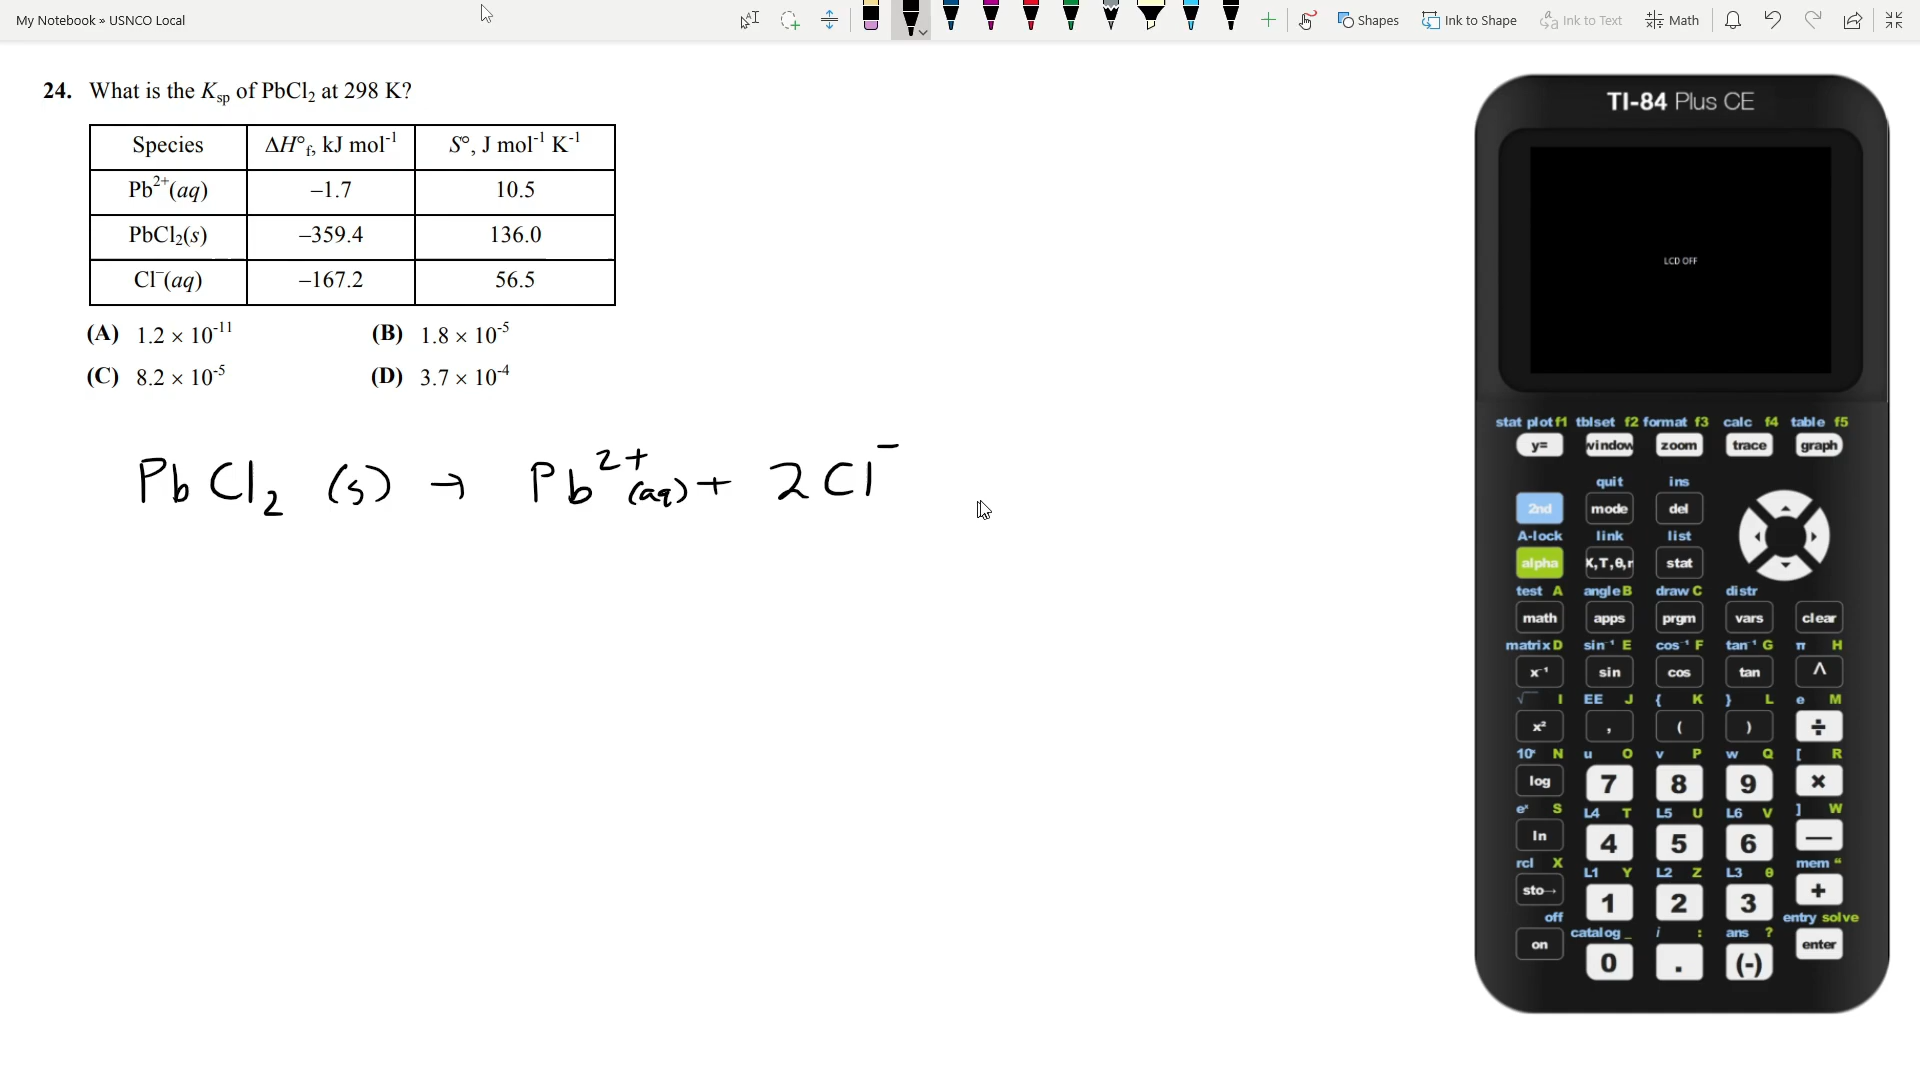 My Notebook » USNCO Local
Shapes
Ink to Shape
Ink to Text
Math
24. What is the Ksp of PbCl₂ at 298 K?
Species ΔH°f, kJ mol⁻¹ S°, J mol⁻¹ K⁻¹
Pb²⁺(aq) –1.7 10.5
PbCl₂(s) –359.4 136.0
Cl⁻(aq) –167.2 56.5
(A) 1.2 × 10⁻¹¹ (B) 1.8 × 10⁻⁵
(C) 8.2 × 10⁻⁵ (D) 3.7 × 10⁻⁴
PbCl₂ (s) → Pb²⁺(aq) + 2Cl⁻
TI-84 Plus CE
LCD OFF
stat plot f1 tblset f2 format f3 calc f4 table f5
y= window zoom trace graph
quit ins
2nd mode del
A-lock link list
alpha X,T,θ,n stat
test A angle B draw C distr
math apps prgm vars clear
matrix D sin⁻¹ E cos⁻¹ F tan⁻¹ G π H
x⁻¹ sin cos tan ^
√ I EE J { K } L e M
x² , ( ) ÷
10ˣ N u O v P w Q [ R
log 7 8 9 ×
eˣ S L4 T L5 U L6 V ] W
ln 4 5 6 —
rcl X L1 Y L2 Z L3 θ mem "
sto→ 1 2 3 +
off catalog _ i : ans ? entry solve
on 0 . (-) enter